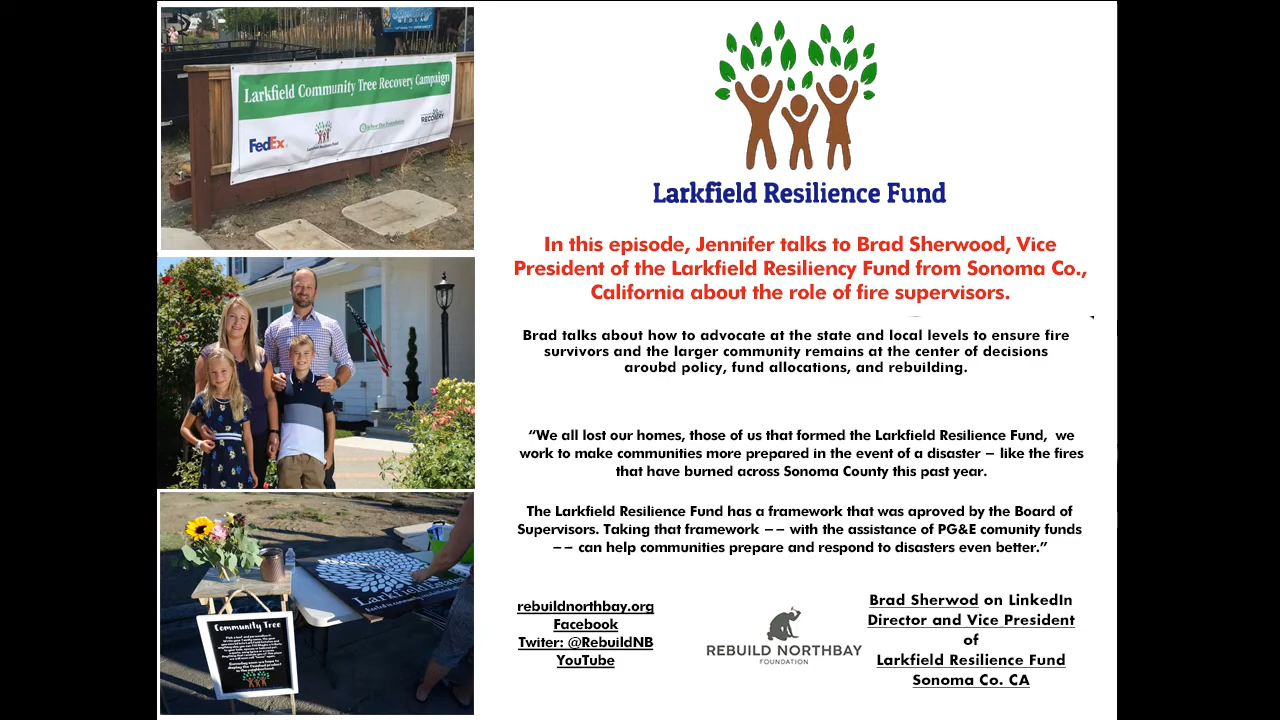 Larkfield Community Tree Recovery Campaign
FedEx
Larkfield Resilience Fund
RECOVERY
Larkfield Resilience Fund
In this episode, Jennifer talks to Brad Sherwood, Vice
President of the Larkfield Resiliency Fund from Sonoma Co.,
California about the role of fire supervisors.
Brad talks about how to advocate at the state and local levels to ensure fire
survivors and the larger community remains at the center of decisions
aroubd policy, fund allocations, and rebuilding.
“We all lost our homes, those of us that formed the Larkfield Resilience Fund, we
work to make communities more prepared in the event of a disaster – like the fires
that have burned across Sonoma County this past year.
The Larkfield Resilience Fund has a framework that was aproved by the Board of
Supervisors. Taking that framework –– with the assistance of PG&E comunity funds
–– can help communities prepare and respond to disasters even better.”
Larkfield Estates
Community Tree
rebuildnorthbay.org
Facebook
Twiter: @RebuildNB
YouTube
REBUILD NORTHBAY
FOUNDATION
Brad Sherwod on LinkedIn
Director and Vice President
of
Larkfield Resilience Fund
Sonoma Co. CA